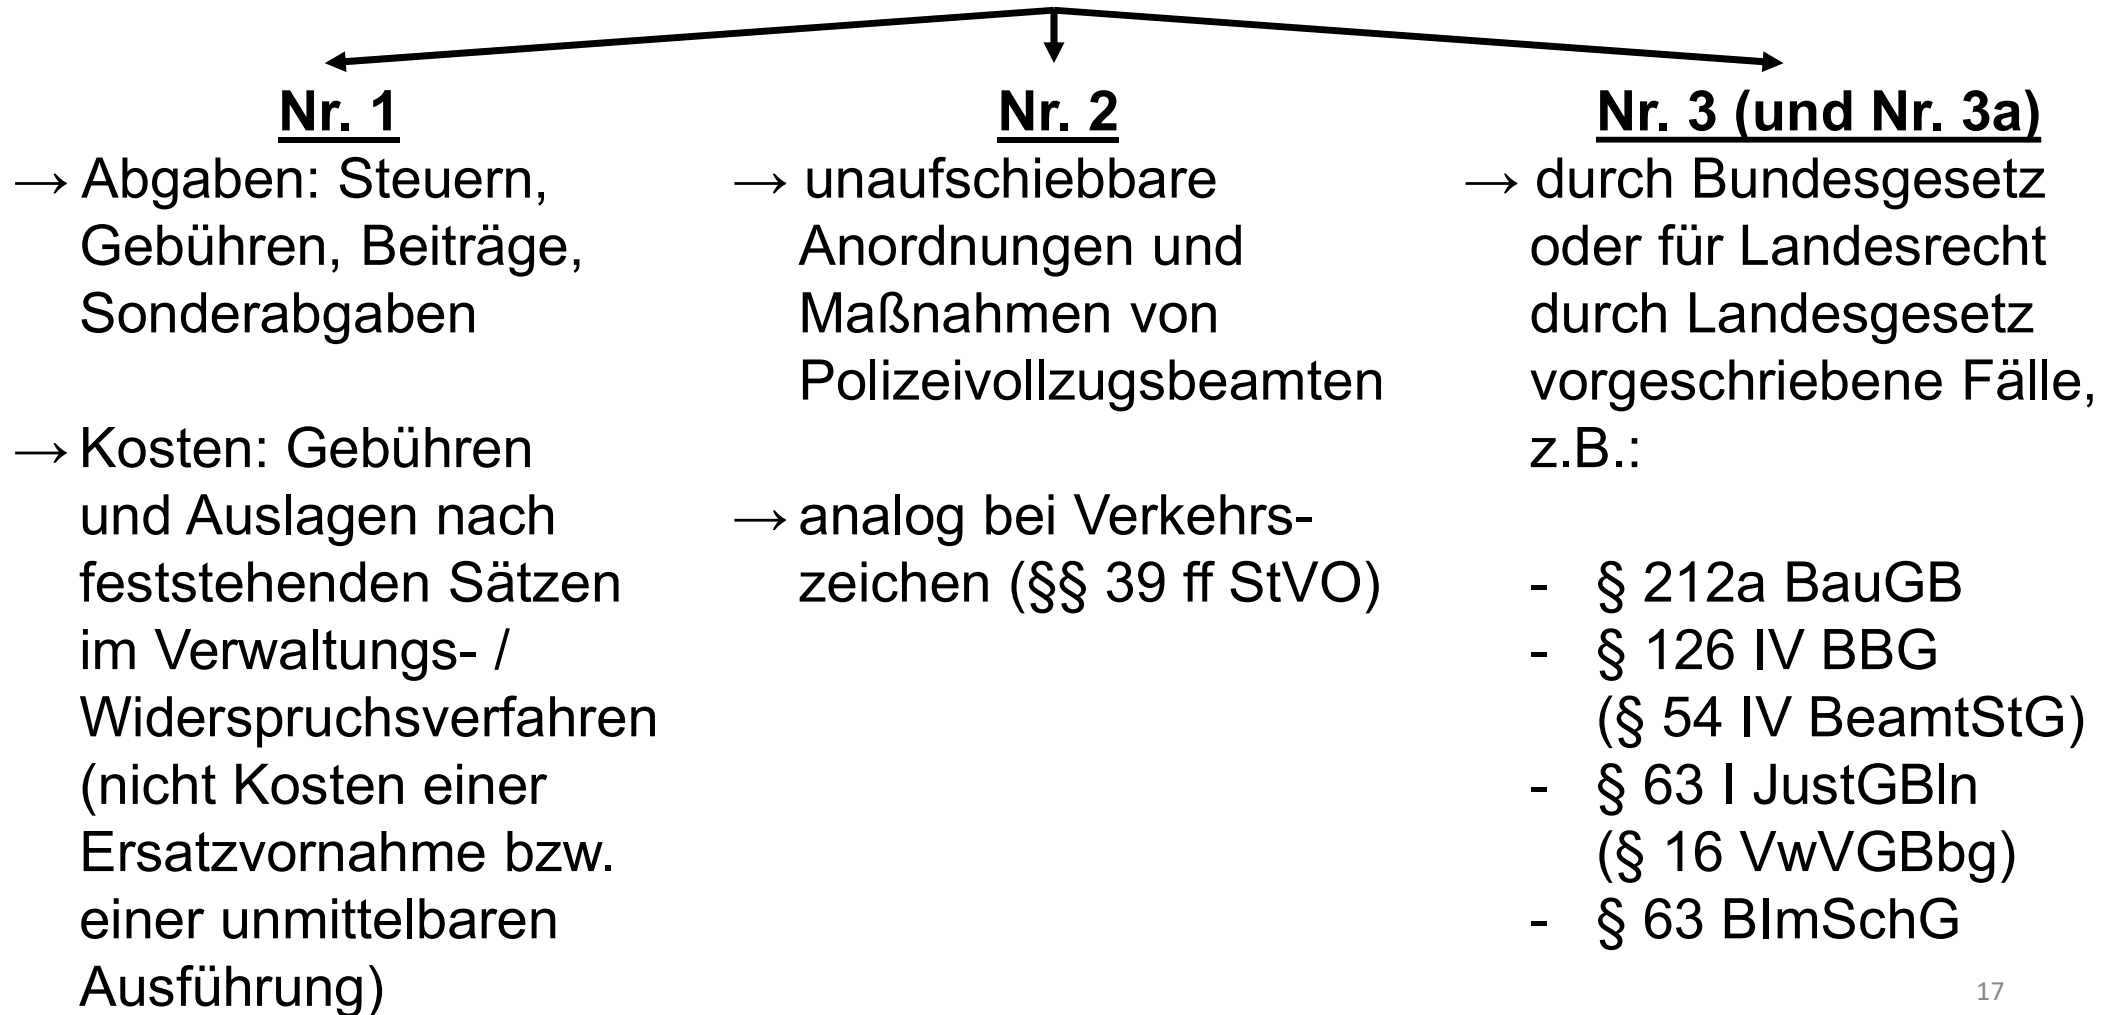 Nr. 1
→ Abgaben: Steuern,
Gebühren, Beiträge,
Sonderabgaben
→ Kosten: Gebühren
und Auslagen nach
feststehenden Sätzen
im Verwaltungs- /
Widerspruchsverfahren
(nicht Kosten einer
Ersatzvornahme bzw.
einer unmittelbaren
Ausführung)
Nr. 2
→ unaufschiebbare
Anordnungen und
Maßnahmen von
Polizeivollzugsbeamten
→ analog bei Verkehrs-
zeichen (§§ 39 ff StVO)
Nr. 3 (und Nr. 3a)
→ durch Bundesgesetz
oder für Landesrecht
durch Landesgesetz
vorgeschriebene Fälle,
z.B.:
- § 212a BauGB
- § 126 IV BBG
(§ 54 IV BeamtStG)
- § 63 I JustGBln
(§ 16 VwVGBbg)
- § 63 BImSchG
17